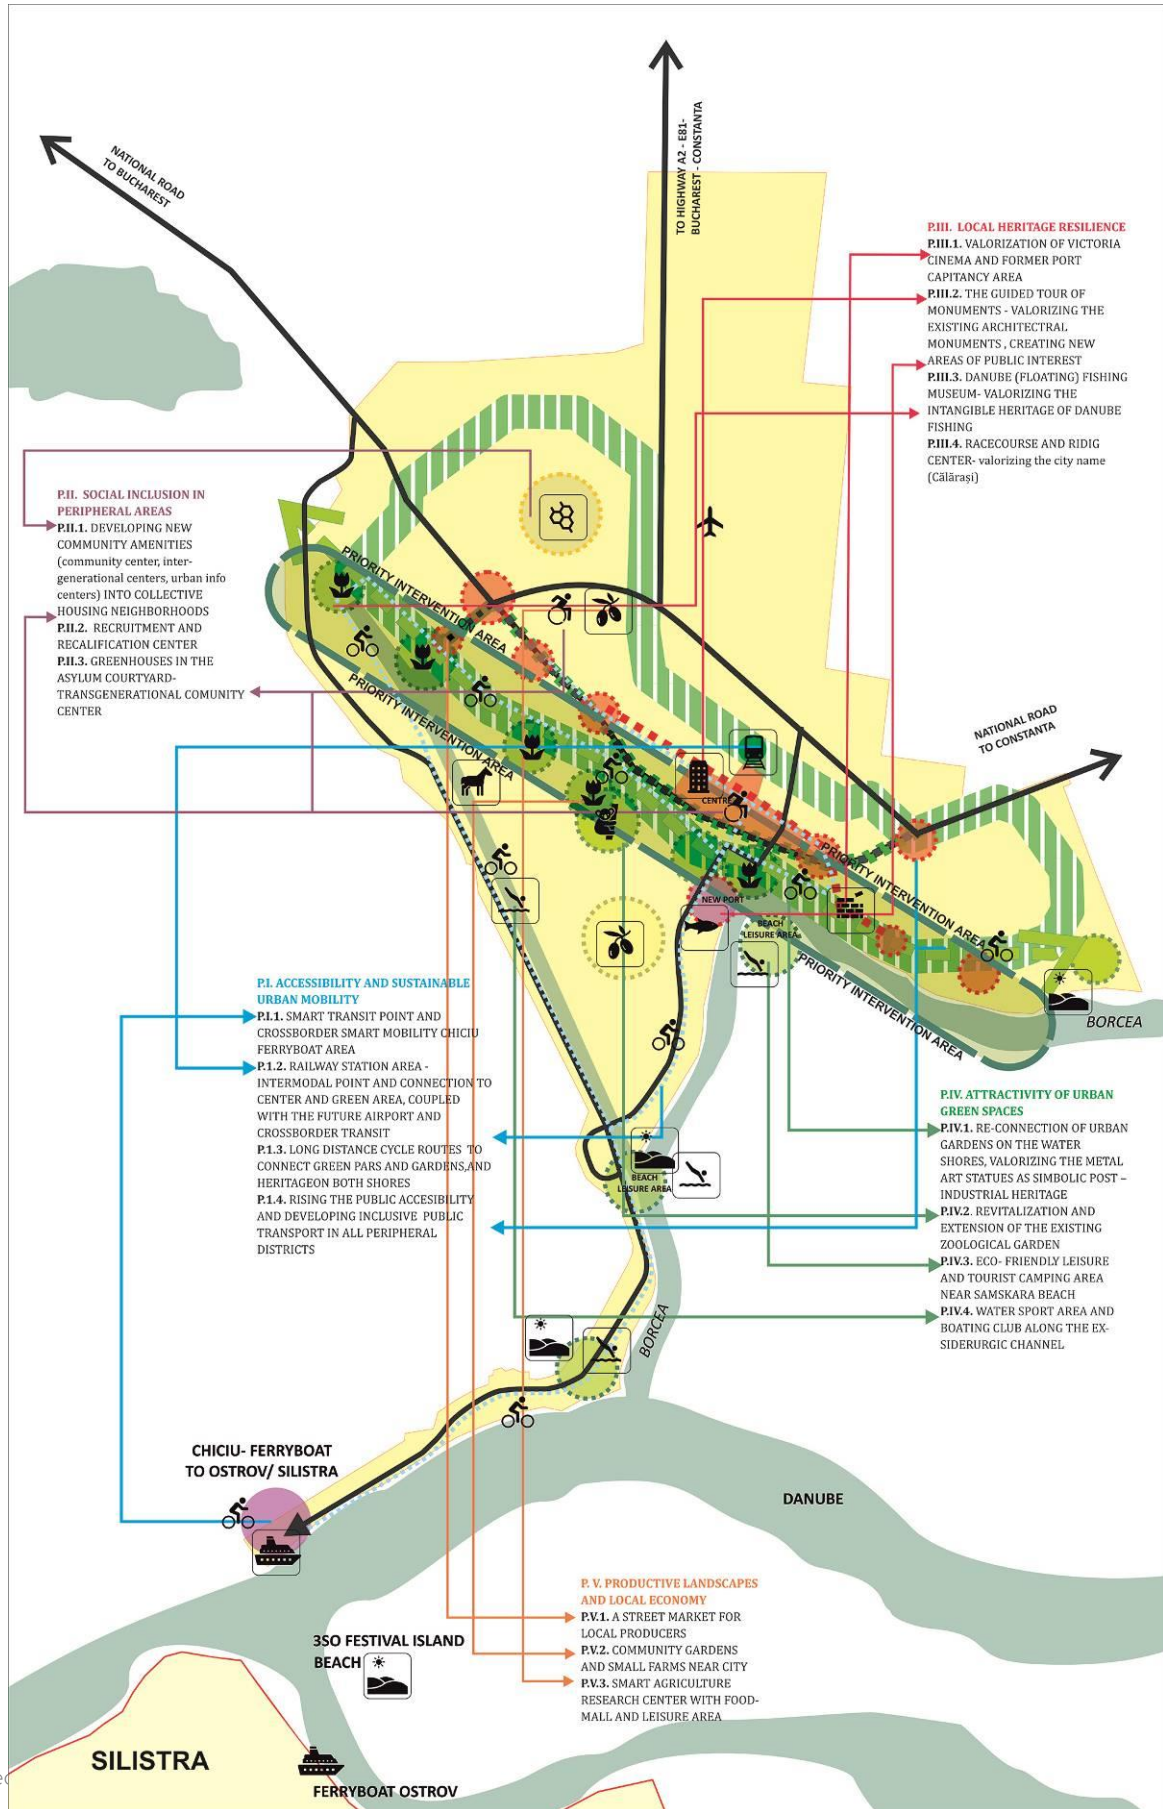 NATIONAL ROAD
TO BUCHAREST
TO HIGHWAY A2 - E81-
BUCHAREST - CONSTANTA
P.III. LOCAL HERITAGE RESILIENCE
P.III.1. VALORIZATION OF VICTORIA
CINEMA AND FORMER PORT
CAPITANCY AREA
P.III.2. THE GUIDED TOUR OF
MONUMENTS - VALORIZING THE
EXISTING ARCHITECTRAL
MONUMENTS , CREATING NEW
AREAS OF PUBLIC INTEREST
P.III.3. DANUBE (FLOATING) FISHING
MUSEUM- VALORIZING THE
INTANGIBLE HERITAGE OF DANUBE
FISHING
P.III.4. RACECOURSE AND RIDIG
CENTER- valorizing the city name
(Călărași)
P.II. SOCIAL INCLUSION IN
PERIPHERAL AREAS
P.II.1. DEVELOPING NEW
COMMUNITY AMENITIES
(community center, inter-
generational centers, urban info
centers) INTO COLLECTIVE
HOUSING NEIGHBORHOODS
P.II.2. RECRUITMENT AND
RECALIFICATION CENTER
P.II.3. GREENHOUSES IN THE
ASYLUM COURTYARD-
TRANSGENERATIONAL COMUNITY
CENTER
PRIORITY INTERVENTION AREA
PRIORITY INTERVENTION AREA
NATIONAL ROAD
TO CONSTANTA
CENTRE
PRIORITY INTERVENTION AREA
NEW PORT
BEACH
LEISURE AREA
PRIORITY INTERVENTION AREA
BORCEA
P.I. ACCESSIBILITY AND SUSTAINABLE
URBAN MOBILITY
P.I.1. SMART TRANSIT POINT AND
CROSSBORDER SMART MOBILITY CHICIU
FERRYBOAT AREA
P.1.2. RAILWAY STATION AREA -
INTERMODAL POINT AND CONNECTION TO
CENTER AND GREEN AREA, COUPLED
WITH THE FUTURE AIRPORT AND
CROSSBORDER TRANSIT
P.1.3. LONG DISTANCE CYCLE ROUTES TO
CONNECT GREEN PARS AND GARDENS,AND
HERITAGEON BOTH SHORES
P.1.4. RISING THE PUBLIC ACCESIBILITY
AND DEVELOPING INCLUSIVE PUBLIC
TRANSPORT IN ALL PERIPHERAL
DISTRICTS
BEACH
LEISURE AREA
P.IV. ATTRACTIVITY OF URBAN
GREEN SPACES
P.IV.1. RE-CONNECTION OF URBAN
GARDENS ON THE WATER
SHORES, VALORIZING THE METAL
ART STATUES AS SIMBOLIC POST –
INDUSTRIAL HERITAGE
P.IV.2. REVITALIZATION AND
EXTENSION OF THE EXISTING
ZOOLOGICAL GARDEN
P.IV.3. ECO- FRIENDLY LEISURE
AND TOURIST CAMPING AREA
NEAR SAMSKARA BEACH
P.IV.4. WATER SPORT AREA AND
BOATING CLUB ALONG THE EX-
SIDERURGIC CHANNEL
BORCEA
CHICIU- FERRYBOAT
TO OSTROV/ SILISTRA
DANUBE
P. V. PRODUCTIVE LANDSCAPES
AND LOCAL ECONOMY
P.V.1. A STREET MARKET FOR
LOCAL PRODUCERS
P.V.2. COMMUNITY GARDENS
AND SMALL FARMS NEAR CITY
P.V.3. SMART AGRICULTURE
RESEARCH CENTER WITH FOOD-
MALL AND LEISURE AREA
3SO FESTIVAL ISLAND
BEACH
SILISTRA
FERRYBOAT OSTROV